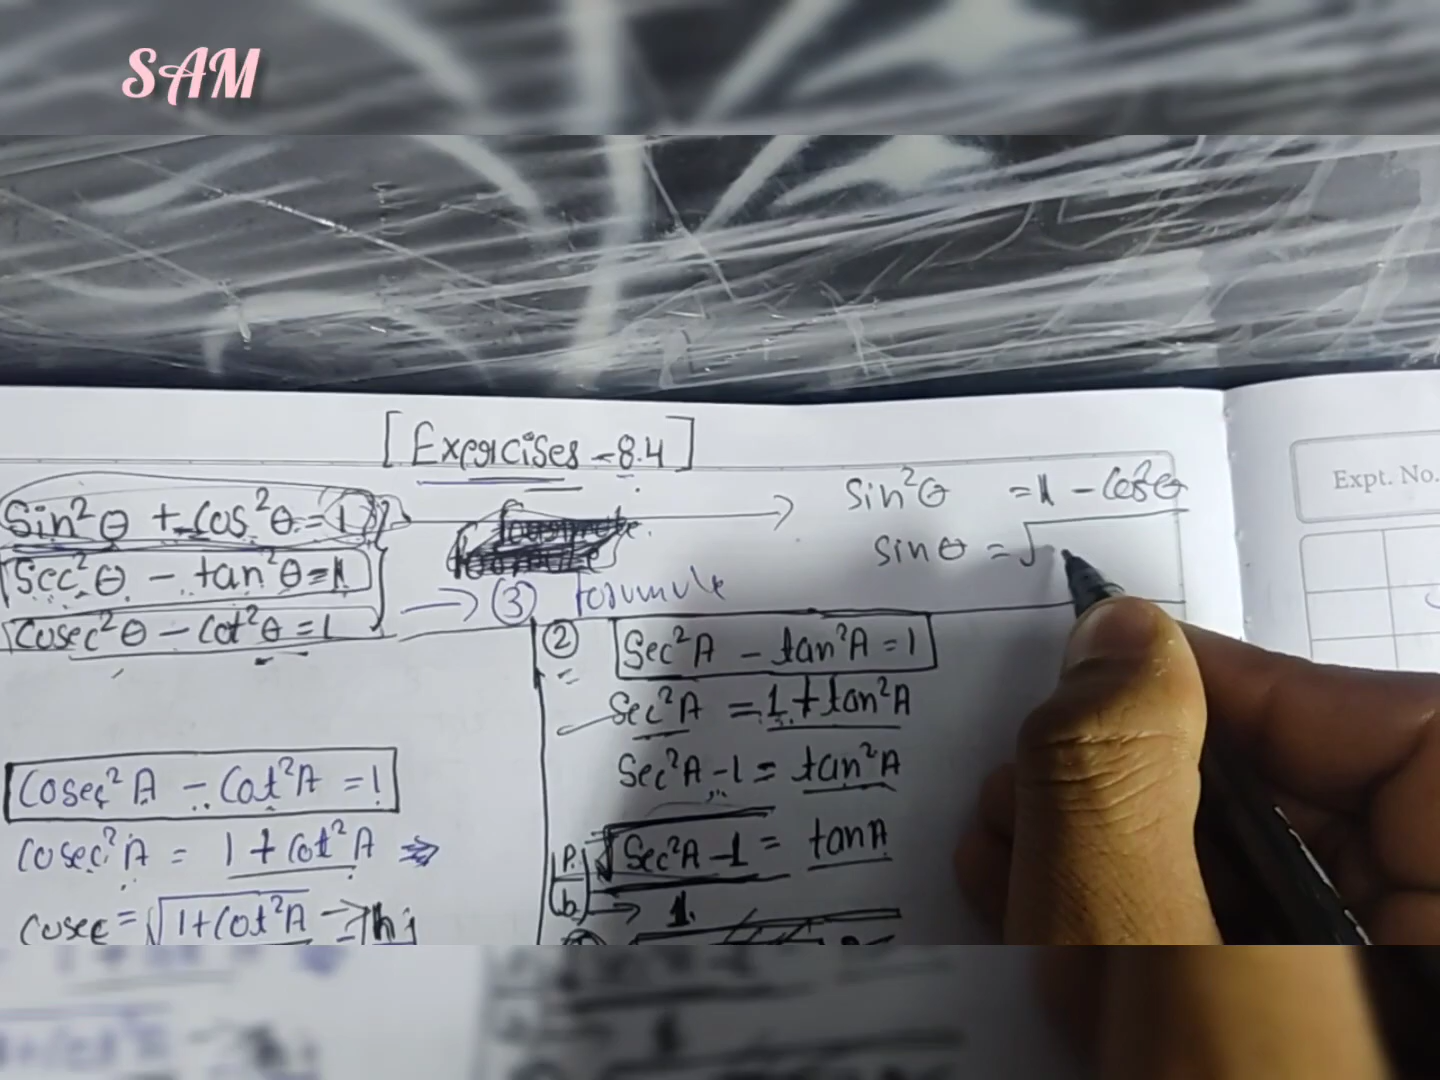 SAM
[Exercises - 8.4]
Sin²θ + Cos²θ = 1
Sec²θ - tan²θ = 1
Cosec²θ - Cot²θ = 1
→ ③ formule
Sin²θ = 1 - Cos²θ
Sinθ = √
Expt. No.
Cosec²A - Cot²A = 1
Cosec²A = 1 + Cot²A ⇒
Cosec = √1 + Cot²A →
② Sec²A - tan²A = 1
Sec²A = 1 + tan²A
Sec²A - 1 = tan²A
√Sec²A - 1 = tanA
P.
b → 1.